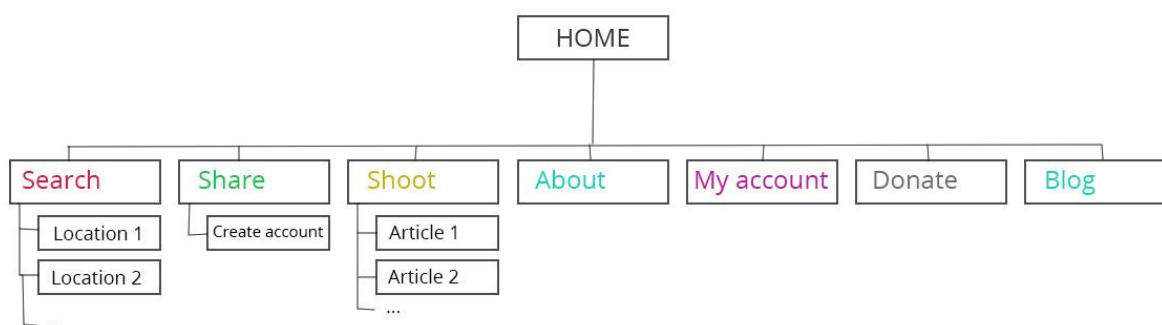 HOME
Search
Share
Shoot
About
My account
Donate
Blog
Location 1
Create account
Article 1
Location 2
Article 2
...